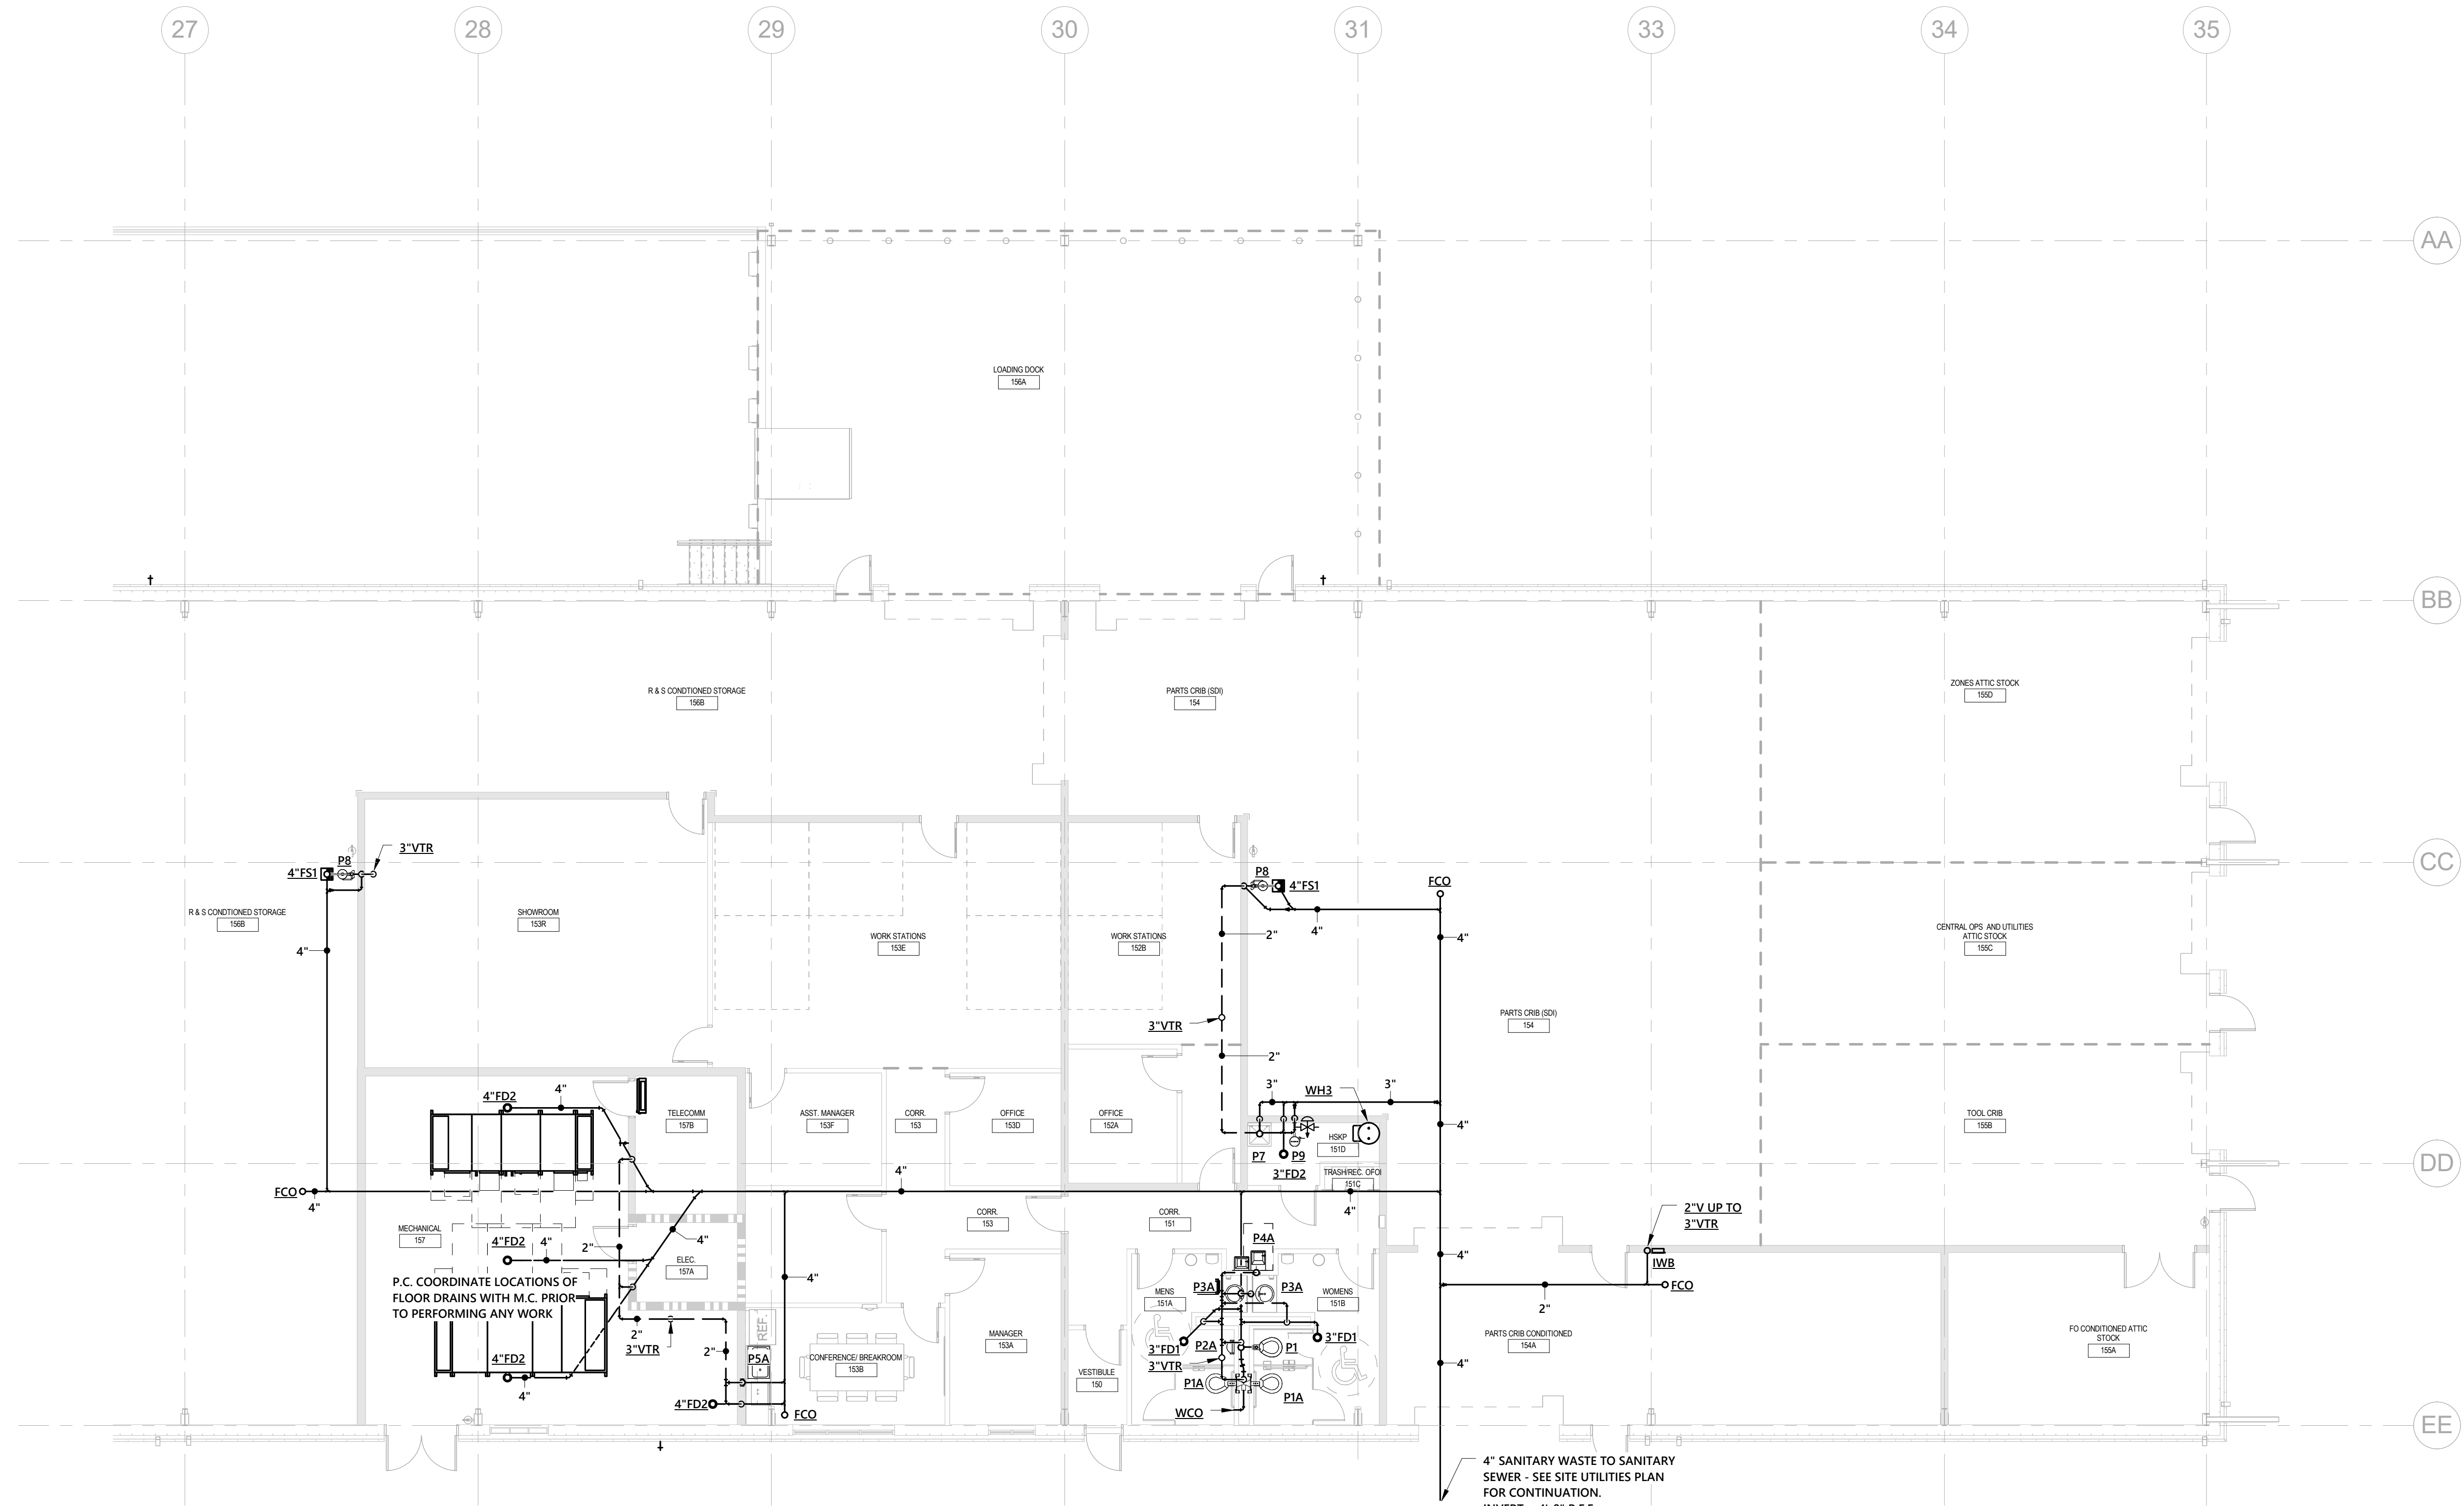 27
28
29
30
31
33
34
35
AA
LOADING DOCK
156A
BB
R & S CONDTIONED STORAGE
156B
PARTS CRIB (SDI)
154
ZONES ATTIC STOCK
155D
3"VTR
P8
4"FS1
CC
P8
4"FS1
FCO
R & S CONDTIONED STORAGE
156B
SHOWROOM
153R
WORK STATIONS
153E
WORK STATIONS
152B
2"
4"
4"
CENTRAL OPS AND UTILITIES
ATTIC STOCK
155C
4"
3"VTR
PARTS CRIB (SDI)
154
2"
4"FD2
4"
3"
WH3
3"
TELECOMM
157B
ASST. MANAGER
153F
CORR.
153
OFFICE
153D
OFFICE
152A
HSKP
151D
4"
TOOL CRIB
155B
P7
P9
DD
FCO
4"
4"
3"FD2
TRASH/REC. OFOI
151C
4"
MECHANICAL
157
CORR.
153
CORR.
151
2"V UP TO
3"VTR
4"FD2
4"
2"
4"
P4A
4"
ELEC.
157A
IWB
P.C. COORDINATE LOCATIONS OF
FLOOR DRAINS WITH M.C. PRIOR
TO PERFORMING ANY WORK
4"
P3A
P3A
FCO
MENS
151A
WOMENS
151B
2"
2"
REF.
MANAGER
153A
3"FD1
PARTS CRIB CONDITIONED
154A
FO CONDITIONED ATTIC
STOCK
155A
3"VTR
2"
P5A
CONFERENCE/ BREAKROOM
153B
3"FD1
P2A
P1
4"FD2
4"
3"VTR
4"
VESTIBULE
150
P1A
P1A
4"FD2
FCO
WCO
EE
4" SANITARY WASTE TO SANITARY
SEWER - SEE SITE UTILITIES PLAN
FOR CONTINUATION.